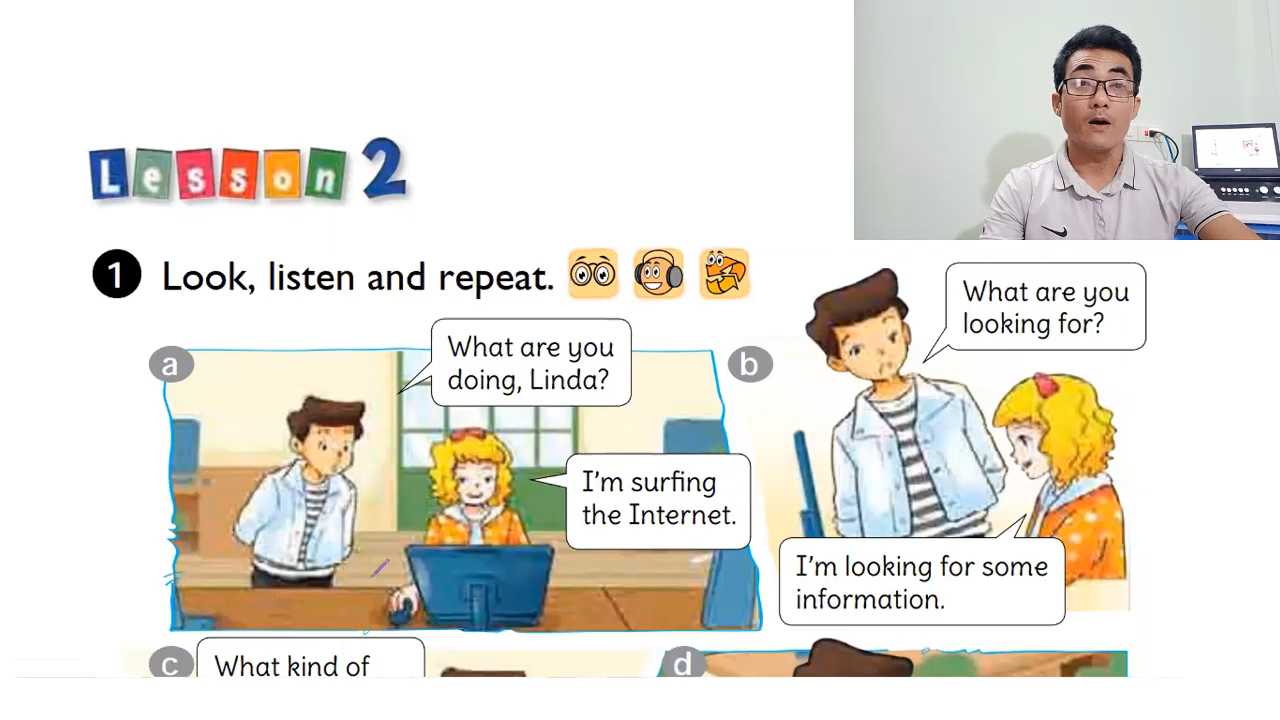 Lesson 2
1 Look, listen and repeat.
a
What are you
doing, Linda?
I'm surfing
the Internet.
b
What are you
looking for?
I'm looking for some
information.
c
What kind of
d